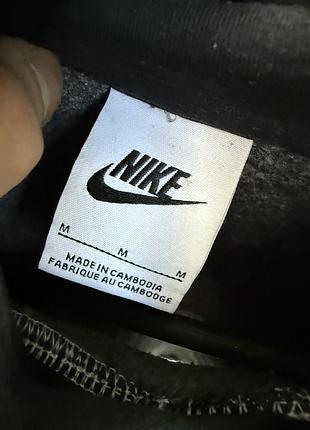 NIKE
M M M
MADE IN CAMBODIA
FABRIQUE AU CAMBODGE